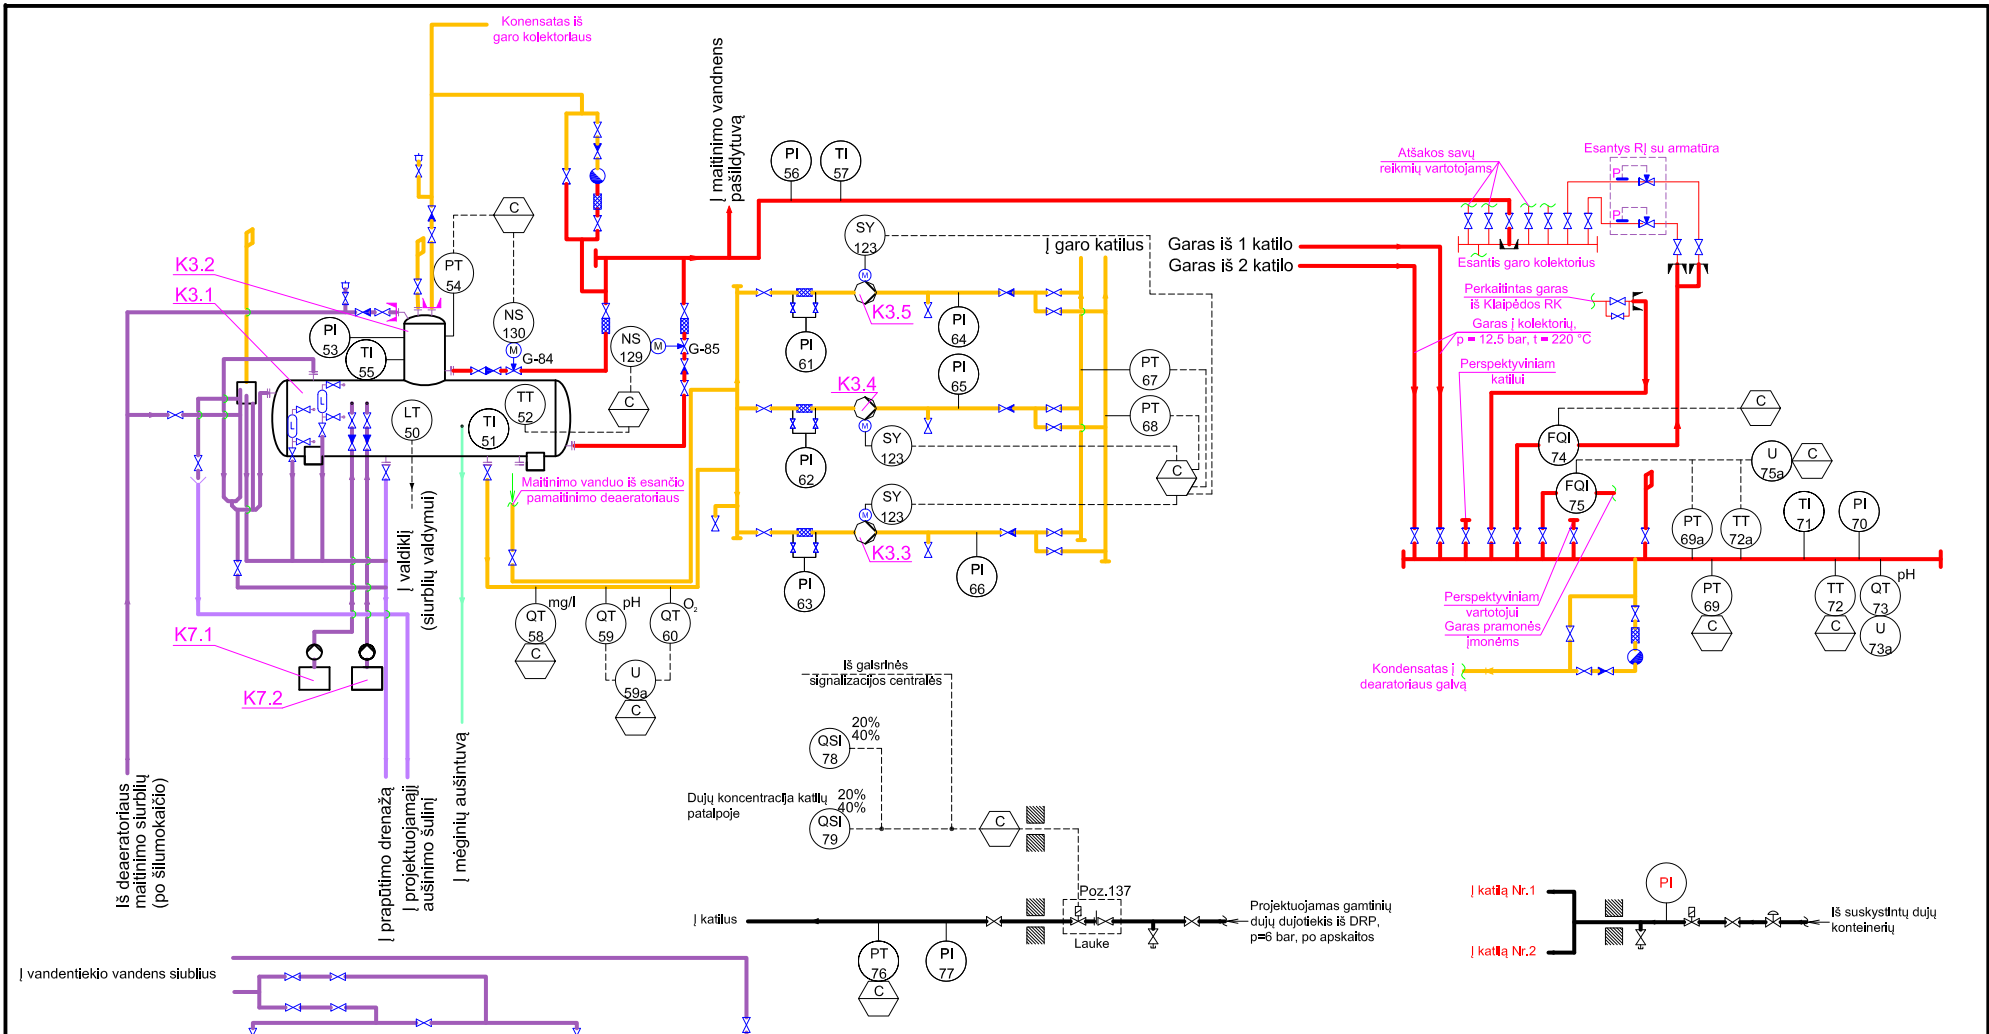 Konensatas iš
garo kolektoriaus
Į maitinimo vandnens
pašildytuvą
PI
56
TI
57
Atšakos savų
reikmių vartotojams
Esantys RĮ su armatūra
P
P
C
SY
123
M
Į garo katilus
Garas iš 1 katilo
Garas iš 2 katilo
Esantis garo kolektorius
K3.2
K3.1
PT
54
K3.5
Perkaitintas garas
iš Klaipėdos RK
Garas į kolektorių,
p = 12.5 bar, t = 220 °C
PI
53
TI
55
NS
130
M
G-84
NS
129
M
G-85
PI
61
PI
64
PI
65
PT
67
Perspektyviniam
katilui
K3.4
C
L
L
LT
50
TI
51
TT
52
C
M
SY
123
PT
68
FQI
74
U
75a
C
PI
62
C
FQI
75
Maitinimo vanduo iš esančio
pamaitinimo deaeratoriaus
M
SY
123
K3.3
PT
69a
TT
72a
TI
71
PI
70
Į valdiklį
(siurblių valdymui)
PI
63
PI
66
mg/l
pH
O2
QT
58
C
QT
59
QT
60
Perspektyviniam
vartotojui
Garas pramonės
įmonėms
PT
69
C
TT
72
C
pH
QT
73
U
73a
K7.1
K7.2
U
59a
C
Iš gaisrinės
signalizacijos centralės
Kondensatas į
dearatoriaus galvą
QSI
78
20%
40%
Dujų koncentracija katilų
patalpoje
QSI
79
20%
40%
C
Iš deaeratoriaus
maitinimo siurblių
(po šilumokaičio)
Į prapūtimo drenažą
Į projektuojamąjį
aušinimo šulinį
Į mėginių aušintuvą
Į katilus
PT
76
C
PI
77
Poz.137
Lauke
Projektuojamas gamtinių
dujų dujotiekis iš DRP,
p=6 bar, po apskaitos
Į katilą Nr.1
PI
Iš suskystintų dujų
konteinerių
Į katilą Nr.2
Į vandentiekio vandens siublius